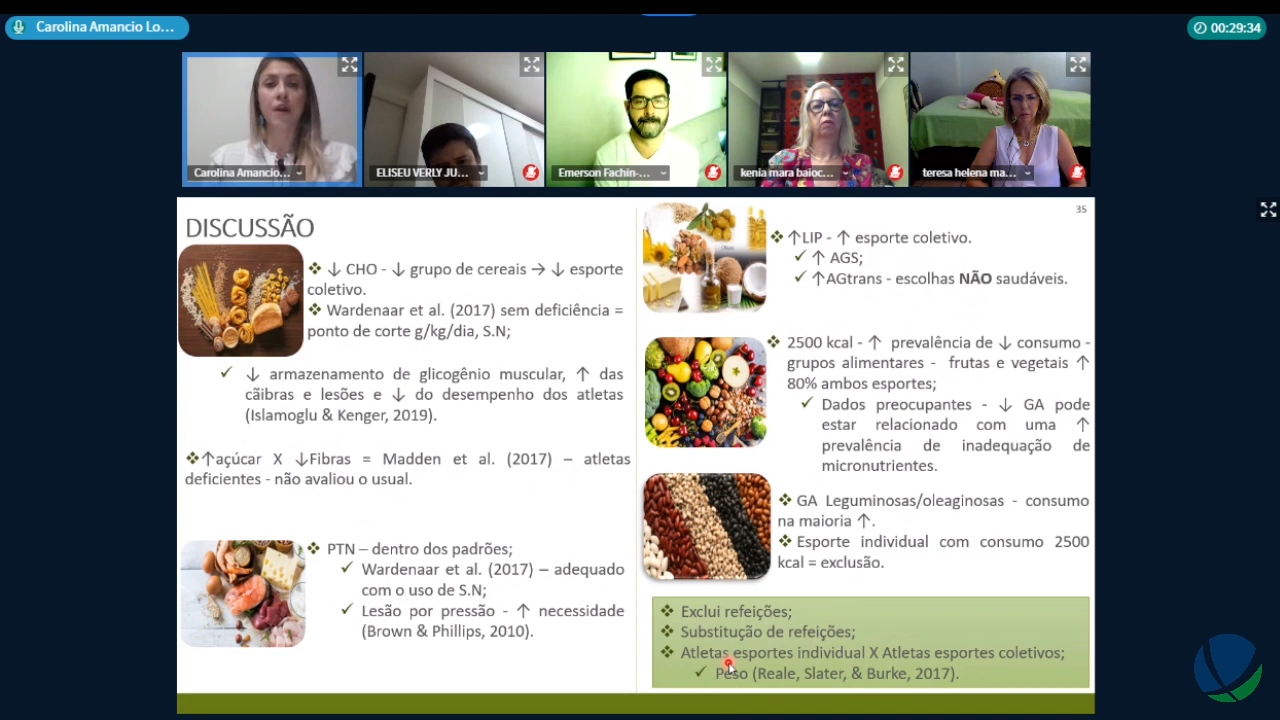 Carolina Amancio Lo...
00:29:34
Carolina Amancio...
ELISEU VERLY JU...
Emerson Fachin-...
kenia mara baioc...
teresa helena ma...
35
DISCUSSÃO
❖ ↓ CHO - ↓ grupo de cereais → ↓ esporte
coletivo.
❖ Wardenaar et al. (2017) sem deficiência =
ponto de corte g/kg/dia, S.N;
✓ ↓ armazenamento de glicogênio muscular, ↑ das
cãibras e lesões e ↓ do desempenho dos atletas
(Islamoglu & Kenger, 2019).
❖↑açúcar X ↓Fibras = Madden et al. (2017) – atletas
deficientes - não avaliou o usual.
❖ PTN – dentro dos padrões;
✓ Wardenaar et al. (2017) – adequado
com o uso de S.N;
✓ Lesão por pressão - ↑ necessidade
(Brown & Phillips, 2010).
❖ ↑LIP - ↑ esporte coletivo.
✓ ↑ AGS;
✓ ↑AGtrans - escolhas NÃO saudáveis.
❖ 2500 kcal - ↑ prevalência de ↓ consumo -
grupos alimentares - frutas e vegetais ↑
80% ambos esportes;
✓ Dados preocupantes - ↓ GA pode
estar relacionado com uma ↑
prevalência de inadequação de
micronutrientes.
❖ GA Leguminosas/oleaginosas - consumo
na maioria ↑.
❖ Esporte individual com consumo 2500
kcal = exclusão.
❖ Exclui refeições;
❖ Substitução de refeições;
❖ Atletas esportes individual X Atletas esportes coletivos;
✓ Peso (Reale, Slater, & Burke, 2017).